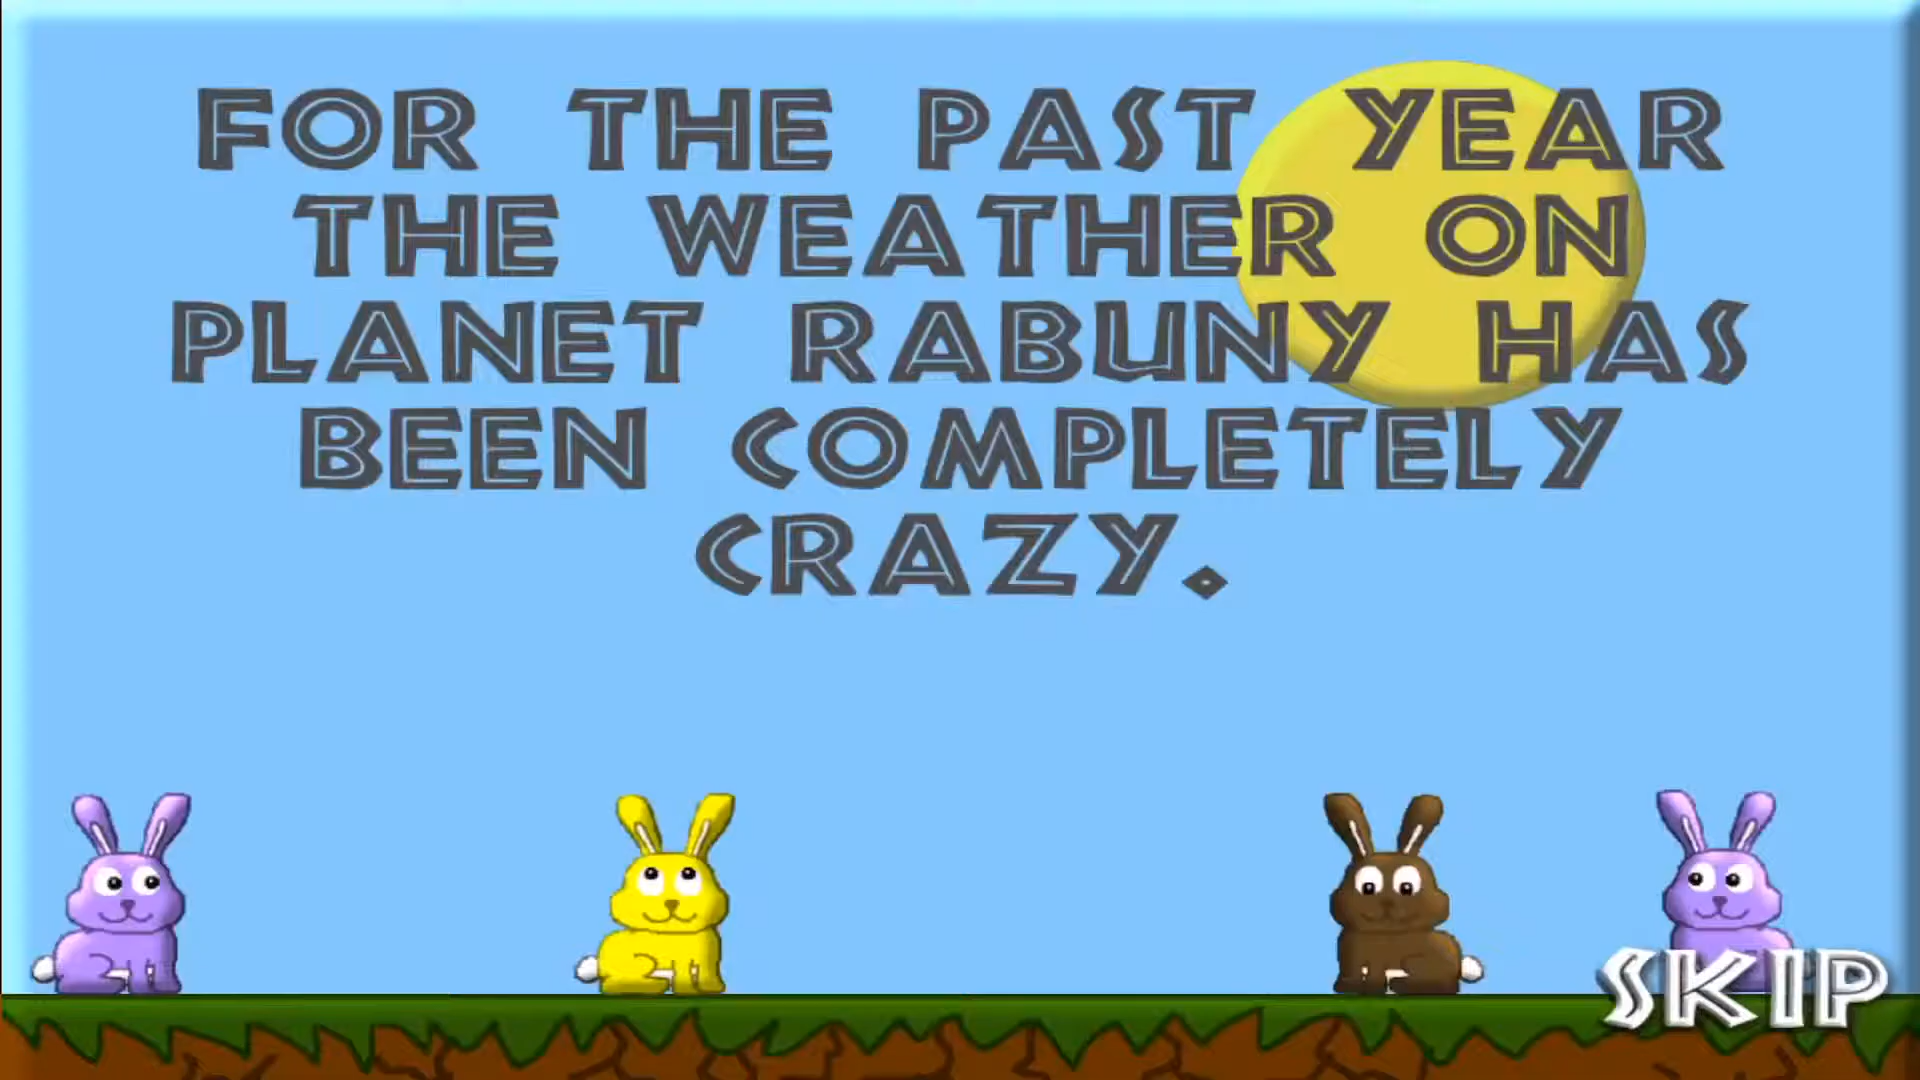 FOR THE PAST YEAR
THE WEATHER ON
PLANET RABUNY HAS
BEEN COMPLETELY
CRAZY.
SKIP